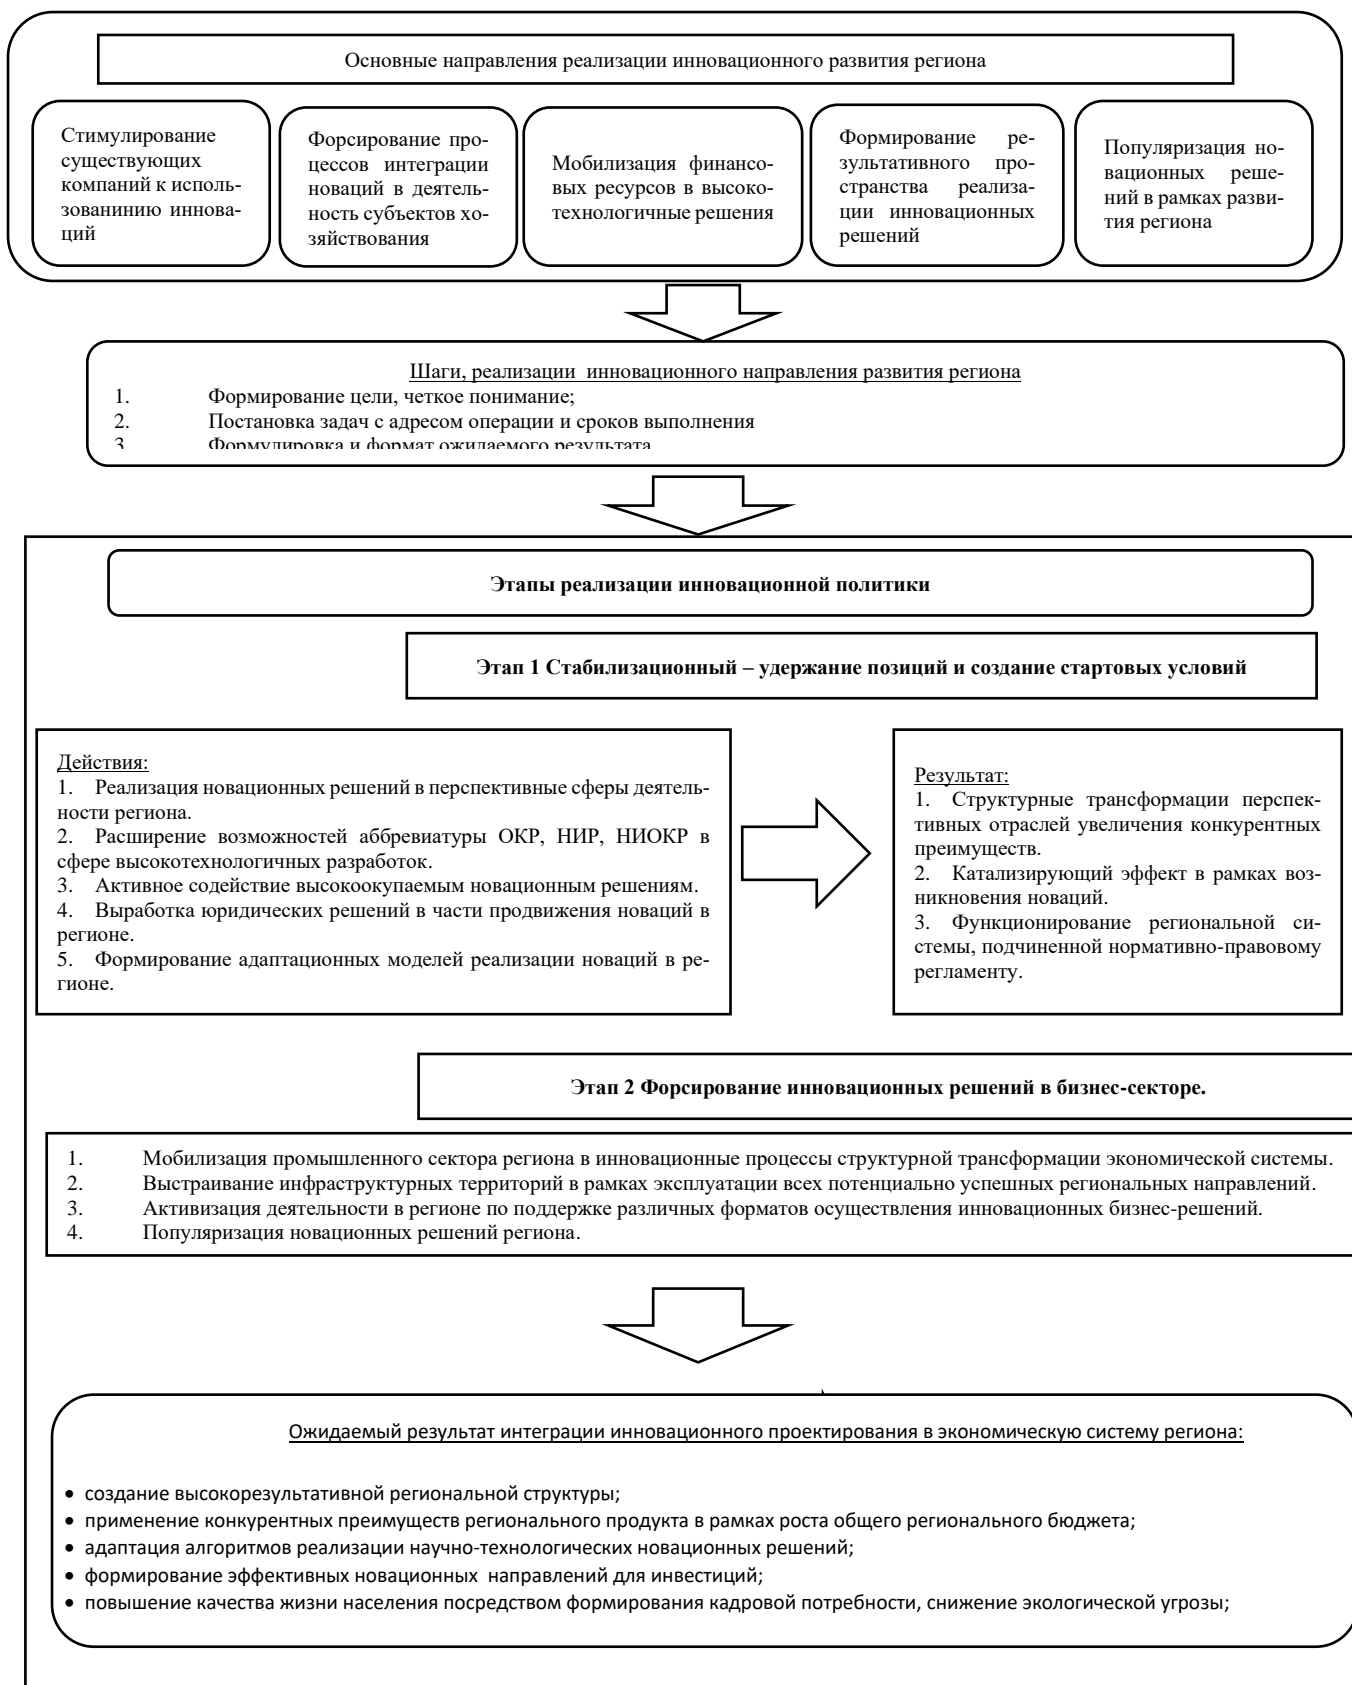 Основные направления реализации инновационного развития региона
Стимулирование
существующих
компаний к исполь-
зованинию иннова-
ций
Форсирование про-
цессов интеграции
новаций в деятель-
ность субъектов хо-
зяйствования
Мобилизация финансо-
вых ресурсов в высоко-
технологичные решения
Формирование ре-
зультативного про-
странства реализа-
ции инновационных
решений
Популяризация но-
вационных реше-
ний в рамках разви-
тия региона
Шаги, реализации инновационного направления развития региона
1. Формирование цели, четкое понимание;
2. Постановка задач с адресом операции и сроков выполнения
3. Формулировка и формат ожидаемого результата
Этапы реализации инновационной политики
Этап 1 Стабилизационный – удержание позиций и создание стартовых условий
Действия:
1. Реализация новационных решений в перспективные сферы деятель-
ности региона.
2. Расширение возможностей аббревиатуры ОКР, НИР, НИОКР в
сфере высокотехнологичных разработок.
3. Активное содействие высокоокупаемым новационным решениям.
4. Выработка юридических решений в части продвижения новаций в
регионе.
5. Формирование адаптационных моделей реализации новаций в ре-
гионе.
Результат:
1. Структурные трансформации перспек-
тивных отраслей увеличения конкурентных
преимуществ.
2. Катализирующий эффект в рамках воз-
никновения новаций.
3. Функционирование региональной си-
стемы, подчиненной нормативно-правовому
регламенту.
Этап 2 Форсирование инновационных решений в бизнес-секторе.
1. Мобилизация промышленного сектора региона в инновационные процессы структурной трансформации экономической системы.
2. Выстраивание инфраструктурных территорий в рамках эксплуатации всех потенциально успешных региональных направлений.
3. Активизация деятельности в регионе по поддержке различных форматов осуществления инновационных бизнес-решений.
4. Популяризация новационных решений региона.
Ожидаемый результат интеграции инновационного проектирования в экономическую систему региона:
• создание высокорезультативной региональной структуры;
• применение конкурентных преимуществ регионального продукта в рамках роста общего регионального бюджета;
• адаптация алгоритмов реализации научно-технологических новационных решений;
• формирование эффективных новационных направлений для инвестиций;
• повышение качества жизни населения посредством формирования кадровой потребности, снижение экологической угрозы;